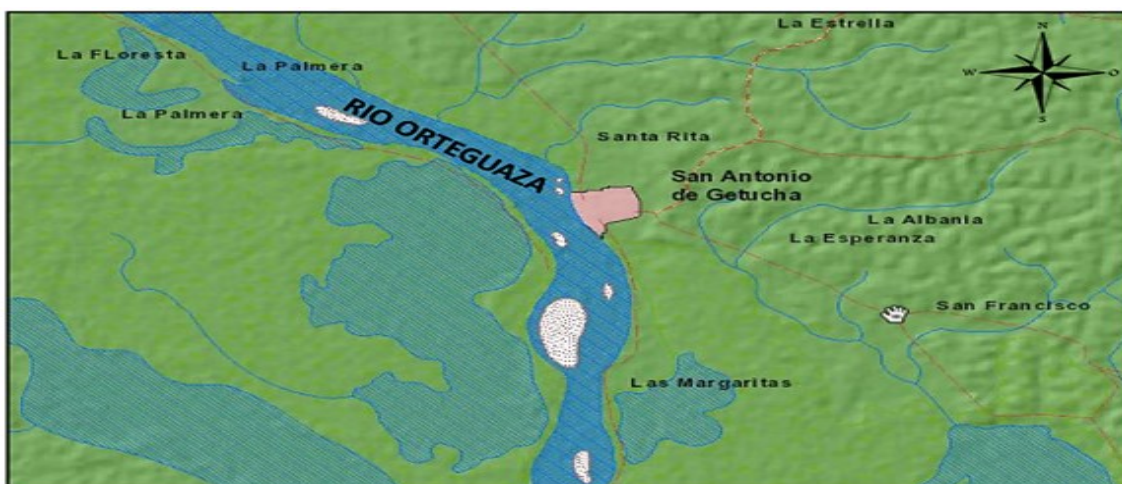 La Estrella
N
La FLoresta
La Palmera
W
O
S
La Palmera
RIO ORTEGUAZA
Santa Rita
San Antonio
de Getucha
La Albania
La Esperanza
San Francisco
Las Margaritas